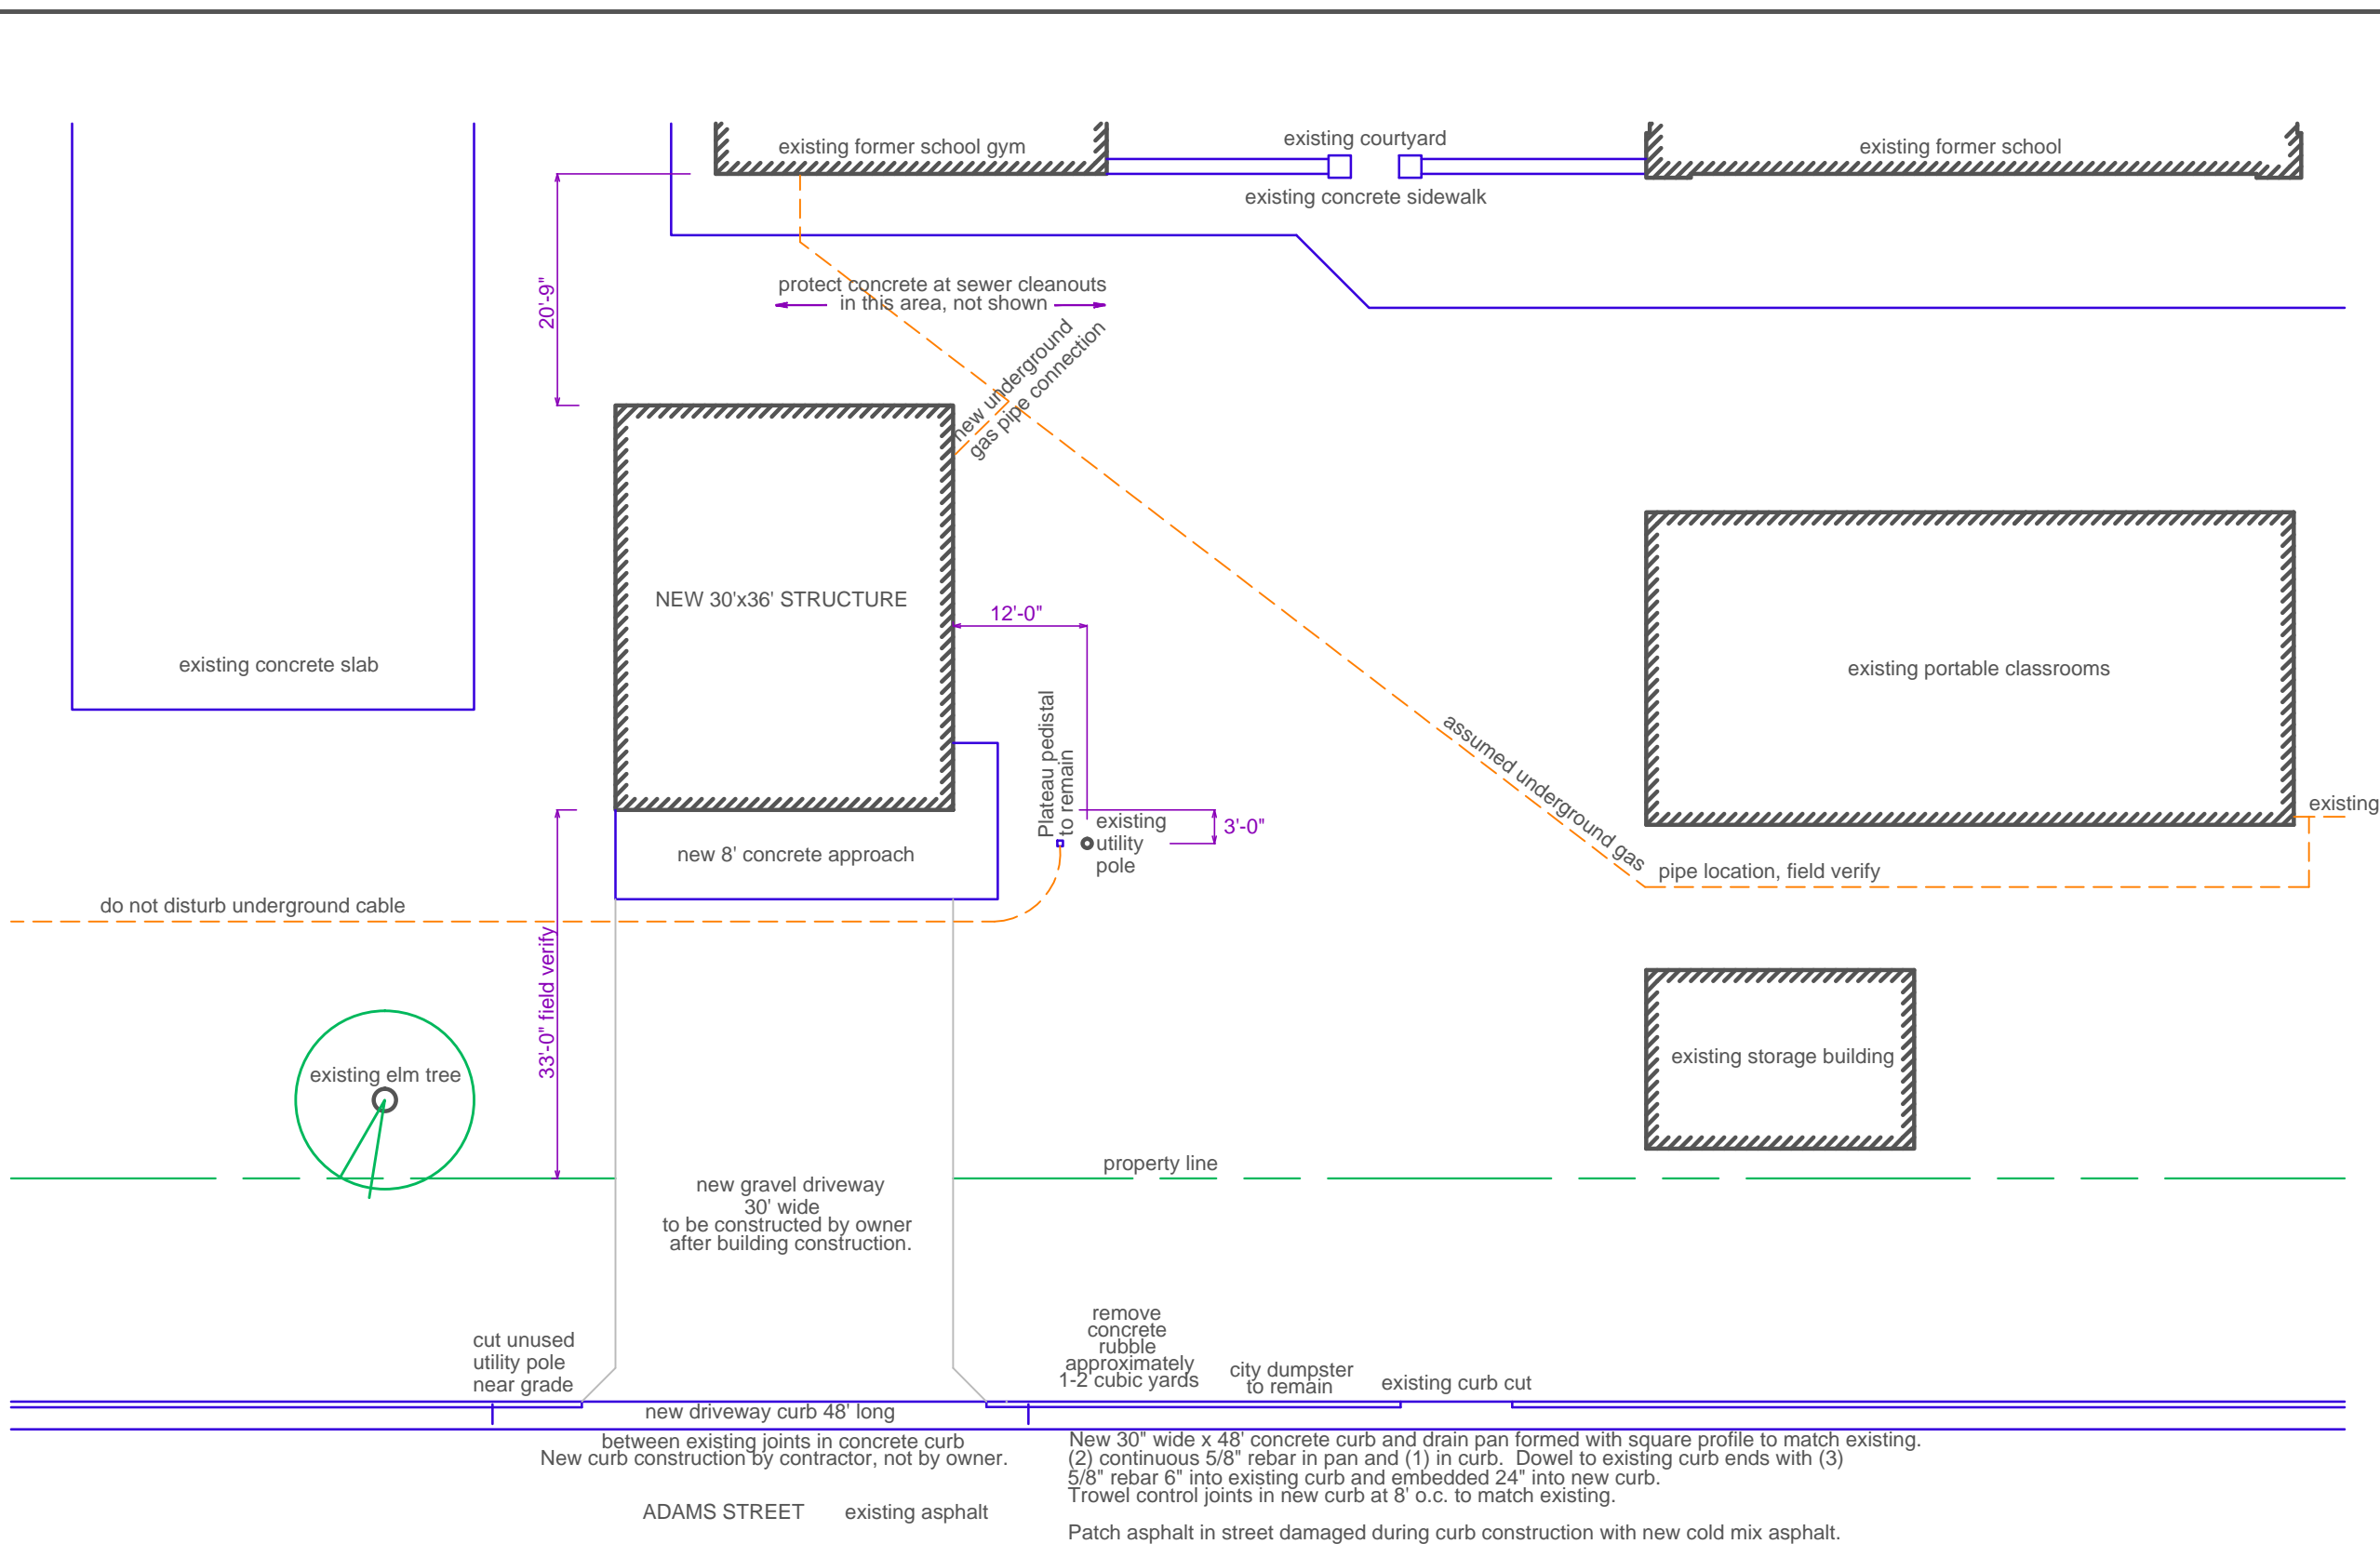 existing former school gym
existing courtyard
existing former school
existing concrete sidewalk
20'-9"
protect concrete at sewer cleanouts
in this area, not shown
new underground
gas pipe connection
NEW 30'x36' STRUCTURE
12'-0"
existing concrete slab
existing portable classrooms
Plateau pedistal
to remain
assumed underground gas
pipe location, field verify
existing
existing
utility
pole
3'-0"
new 8' concrete approach
do not disturb underground cable
33'-0" field verify
existing elm tree
existing storage building
property line
new gravel driveway
30' wide
to be constructed by owner
after building construction.
cut unused
utility pole
near grade
remove
concrete
rubble
approximately
1-2 cubic yards
city dumpster
to remain
existing curb cut
new driveway curb 48' long
between existing joints in concrete curb
New curb construction by contractor, not by owner.
New 30" wide x 48' concrete curb and drain pan formed with square profile to match existing.
(2) continuous 5/8" rebar in pan and (1) in curb. Dowel to existing curb ends with (3)
5/8" rebar 6" into existing curb and embedded 24" into new curb.
Trowel control joints in new curb at 8' o.c. to match existing.
ADAMS STREET existing asphalt
Patch asphalt in street damaged during curb construction with new cold mix asphalt.